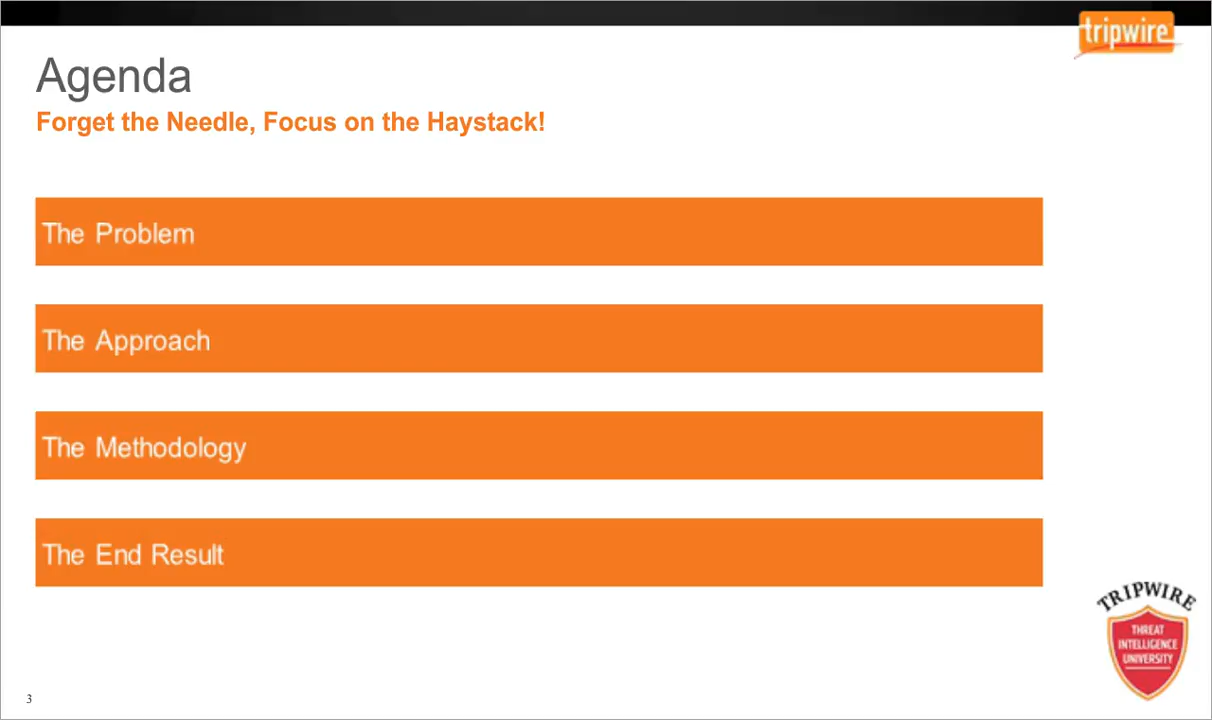 tripwire
Agenda
Forget the Needle, Focus on the Haystack!
The Problem
The Approach
The Methodology
The End Result
TRIPWIRE
THREAT
INTELLIGENCE
UNIVERSITY
3